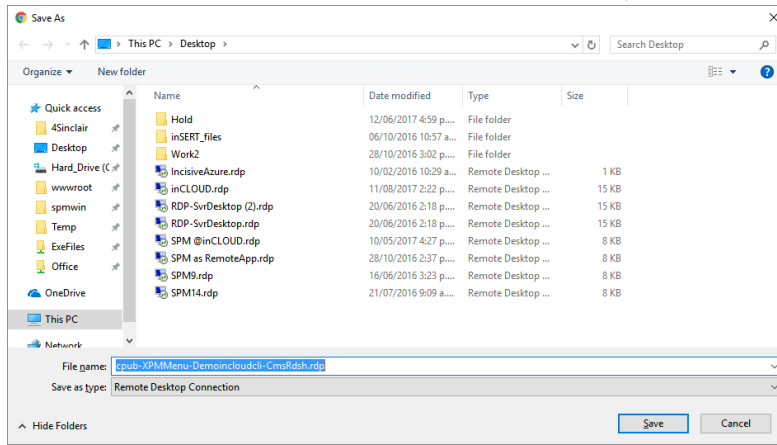 Save As
This PC > Desktop >
Search Desktop
Organize New folder
Name Date modified Type Size
Quick access
4Sinclair
Desktop
Hard_Drive (C
wwwroot
spmwin
Temp
ExeFiles
Office
OneDrive
This PC
Network
Hold 12/06/2017 4:59 p.... File folder
inSERT_files 06/10/2016 10:57 a... File folder
Work2 28/10/2016 3:02 p.... File folder
IncisiveAzure.rdp 10/02/2016 10:29 a... Remote Desktop ... 1 KB
inCLOUD.rdp 11/08/2017 2:22 p.... Remote Desktop ... 15 KB
RDP-SvrDesktop (2).rdp 20/06/2016 2:18 p.... Remote Desktop ... 15 KB
RDP-SvrDesktop.rdp 20/06/2016 2:18 p.... Remote Desktop ... 15 KB
SPM @inCLOUD.rdp 10/05/2017 4:27 p.... Remote Desktop ... 8 KB
SPM as RemoteApp.rdp 28/10/2016 2:37 p.... Remote Desktop ... 8 KB
SPM9.rdp 16/06/2016 3:23 p.... Remote Desktop ... 8 KB
SPM14.rdp 21/07/2016 9:09 a.... Remote Desktop ... 8 KB
File name: cpub-XPMMenu-Demoincloudcli-CmsRdsh.rdp
Save as type: Remote Desktop Connection
Hide Folders
Save Cancel